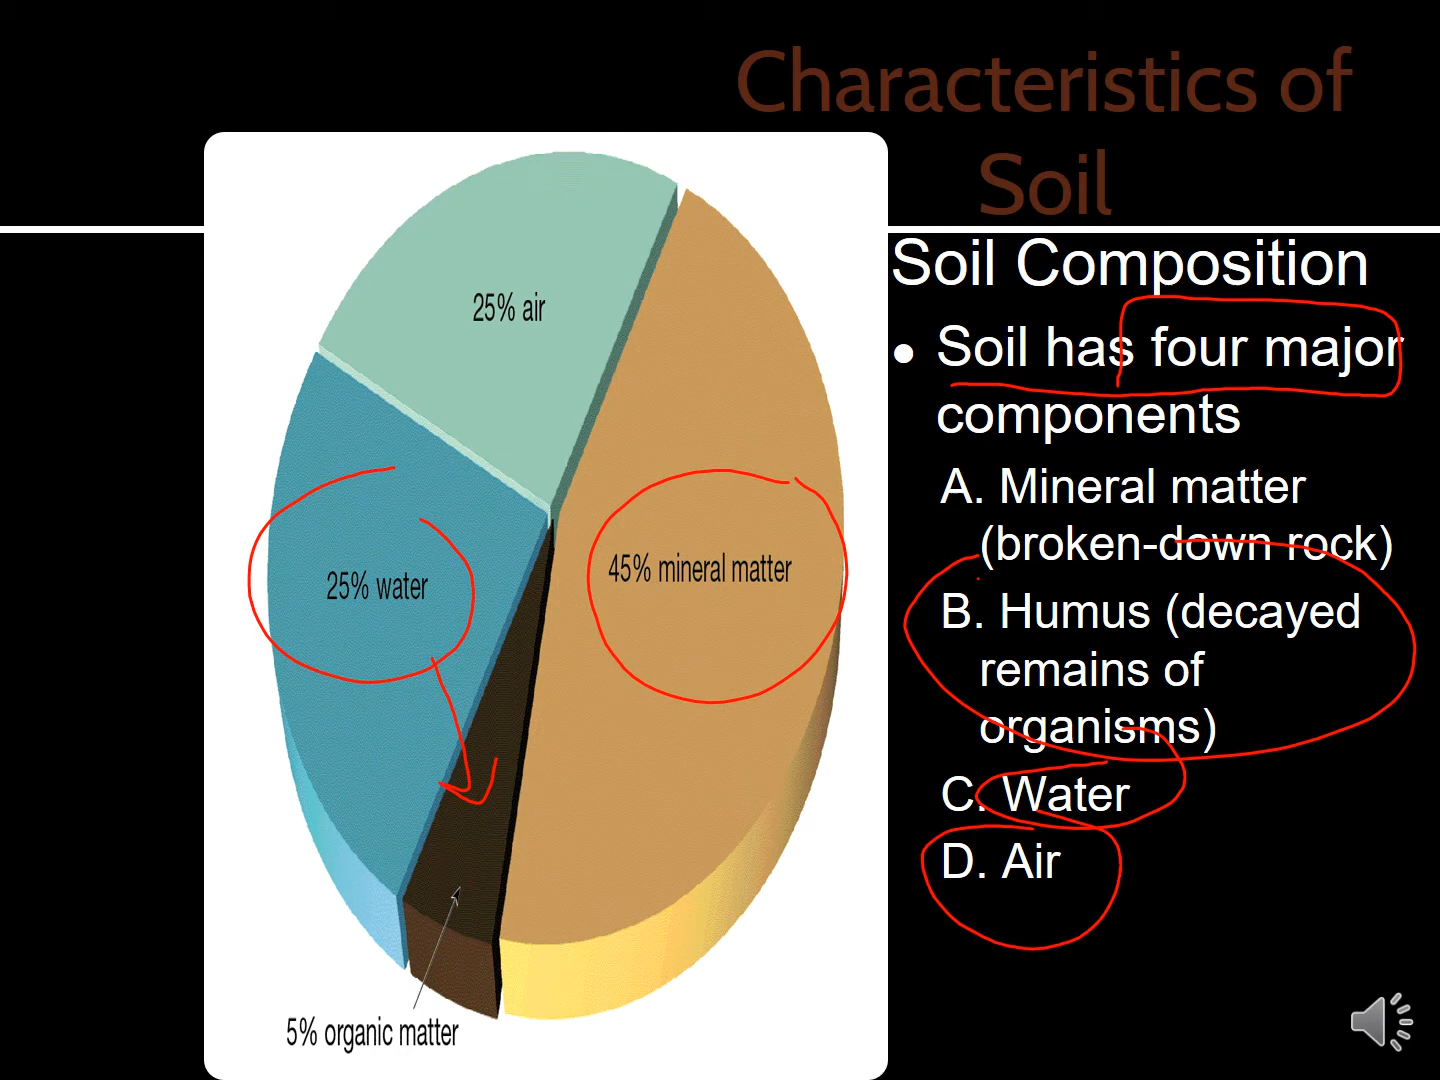 Characteristics of
Soil
25% air
25% water
45% mineral matter
5% organic matter
Soil Composition
● Soil has four major
components
A. Mineral matter
(broken-down rock)
B. Humus (decayed
remains of
organisms)
C. Water
D. Air